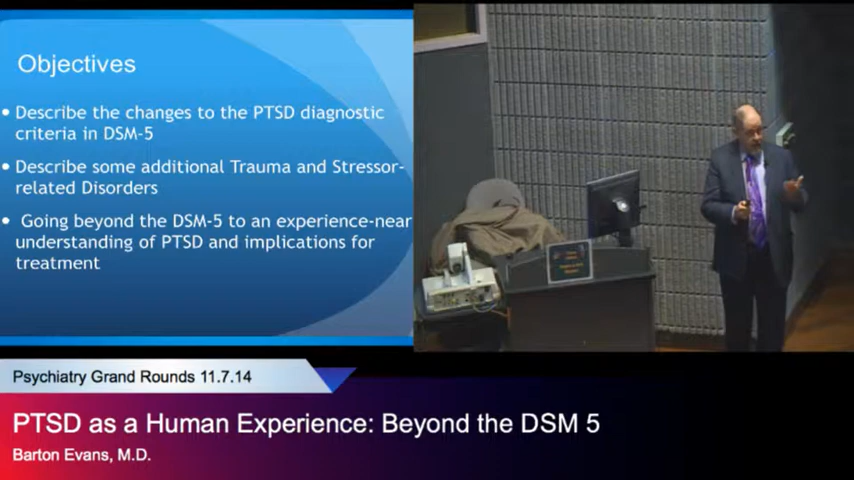 Objectives
• Describe the changes to the PTSD diagnostic
criteria in DSM-5
• Describe some additional Trauma and Stressor-
related Disorders
• Going beyond the DSM-5 to an experience-near
understanding of PTSD and implications for
treatment
Psychiatry Grand Rounds 11.7.14
PTSD as a Human Experience: Beyond the DSM 5
Barton Evans, M.D.